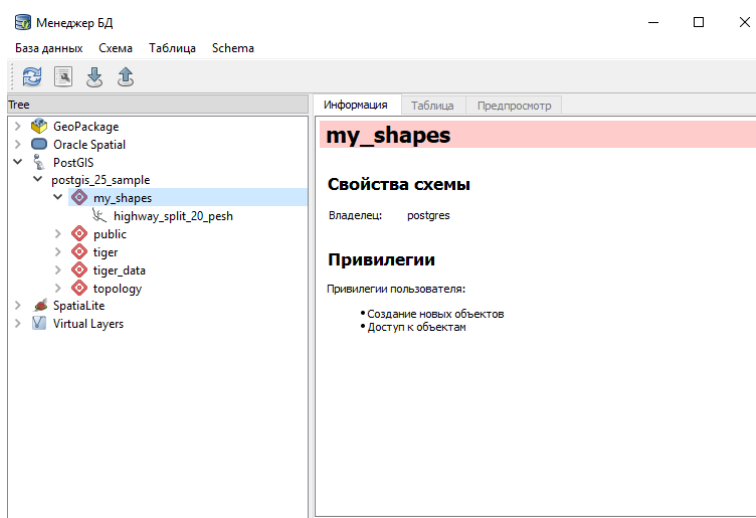 Менеджер БД
База данных Схема Таблица Schema
Tree
GeoPackage
Oracle Spatial
PostGIS
postgis_25_sample
my_shapes
highway_split_20_pesh
public
tiger
tiger_data
topology
SpatiaLite
Virtual Layers
Информация Таблица Предпросмотр
my_shapes
Свойства схемы
Владелец: postgres
Привилегии
Привилегии пользователя:
Создание новых объектов
Доступ к объектам